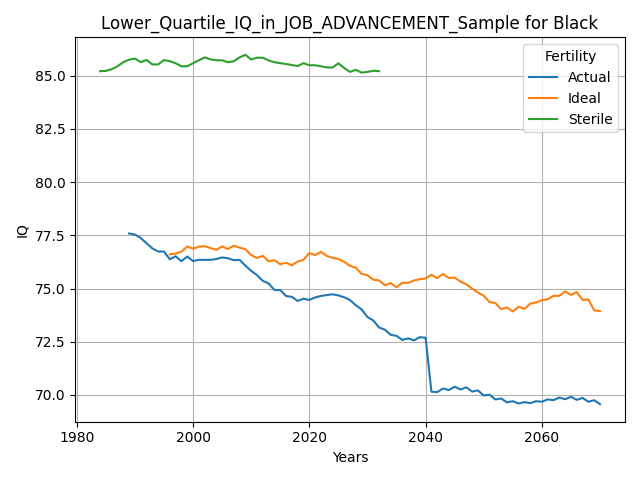 Lower_Quartile_IQ_in_JOB_ADVANCEMENT_Sample for Black
Fertility
Actual
Ideal
Sterile
85.0
82.5
80.0
77.5
75.0
72.5
70.0
IQ
1980
2000
2020
2040
2060
Years